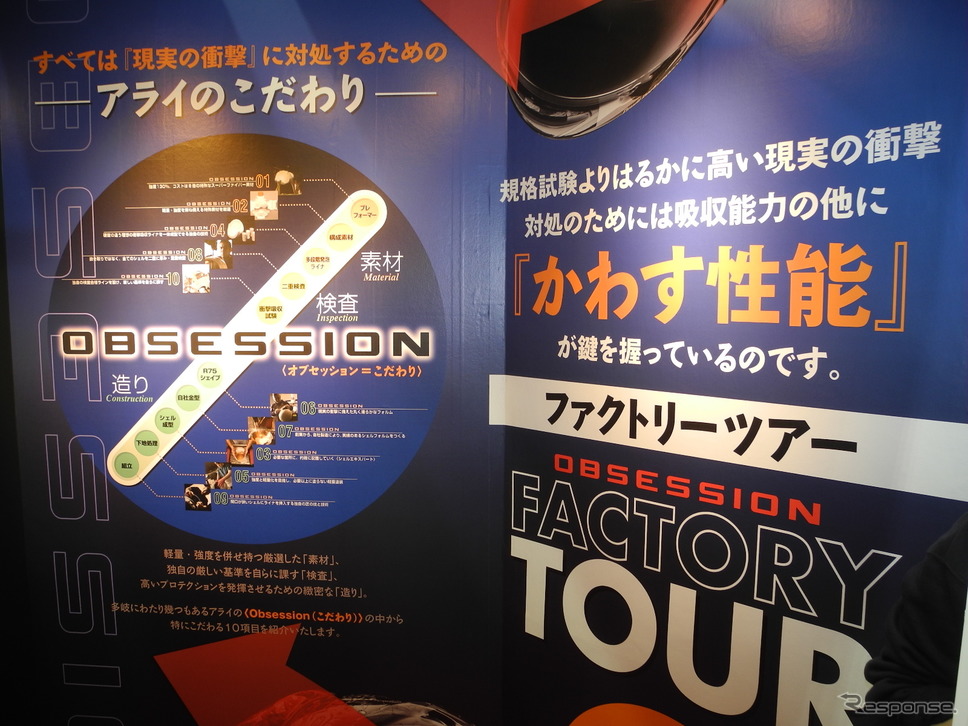 すべては『現実の衝撃』に対処するための
アライのこだわり
OBSESSION
01
OBSESSION
02
OBSESSION
04
OBSESSION
08
OBSESSION
10
プレフォーマー
構成素材
多段階発泡
ライナ
二重検査
衝撃吸収
試験
素材
Material
検査
Inspection
OBSESSION
〈オブセッション=こだわり〉
造り
Construction
R75
シェイプ
自社金型
シェル
成型
下地処理
組立
06 OBSESSION
07 OBSESSION
03 OBSESSION
05 OBSESSION
09 OBSESSION
軽量・強度を併せ持つ厳選した「素材」、
独自の厳しい基準を自らに課す「検査」、
高いプロテクションを発揮させるための緻密な「造り」。
多岐にわたり幾つもあるアライの〈Obsession(こだわり)〉の中から
特にこだわる10項目を紹介いたします。
規格試験よりはるかに高い現実の衝撃
対処のためには吸収能力の他に
『かわす性能』
が鍵を握っているのです。
ファクトリーツアー
OBSESSION
FACTORY
TOUR
Response.